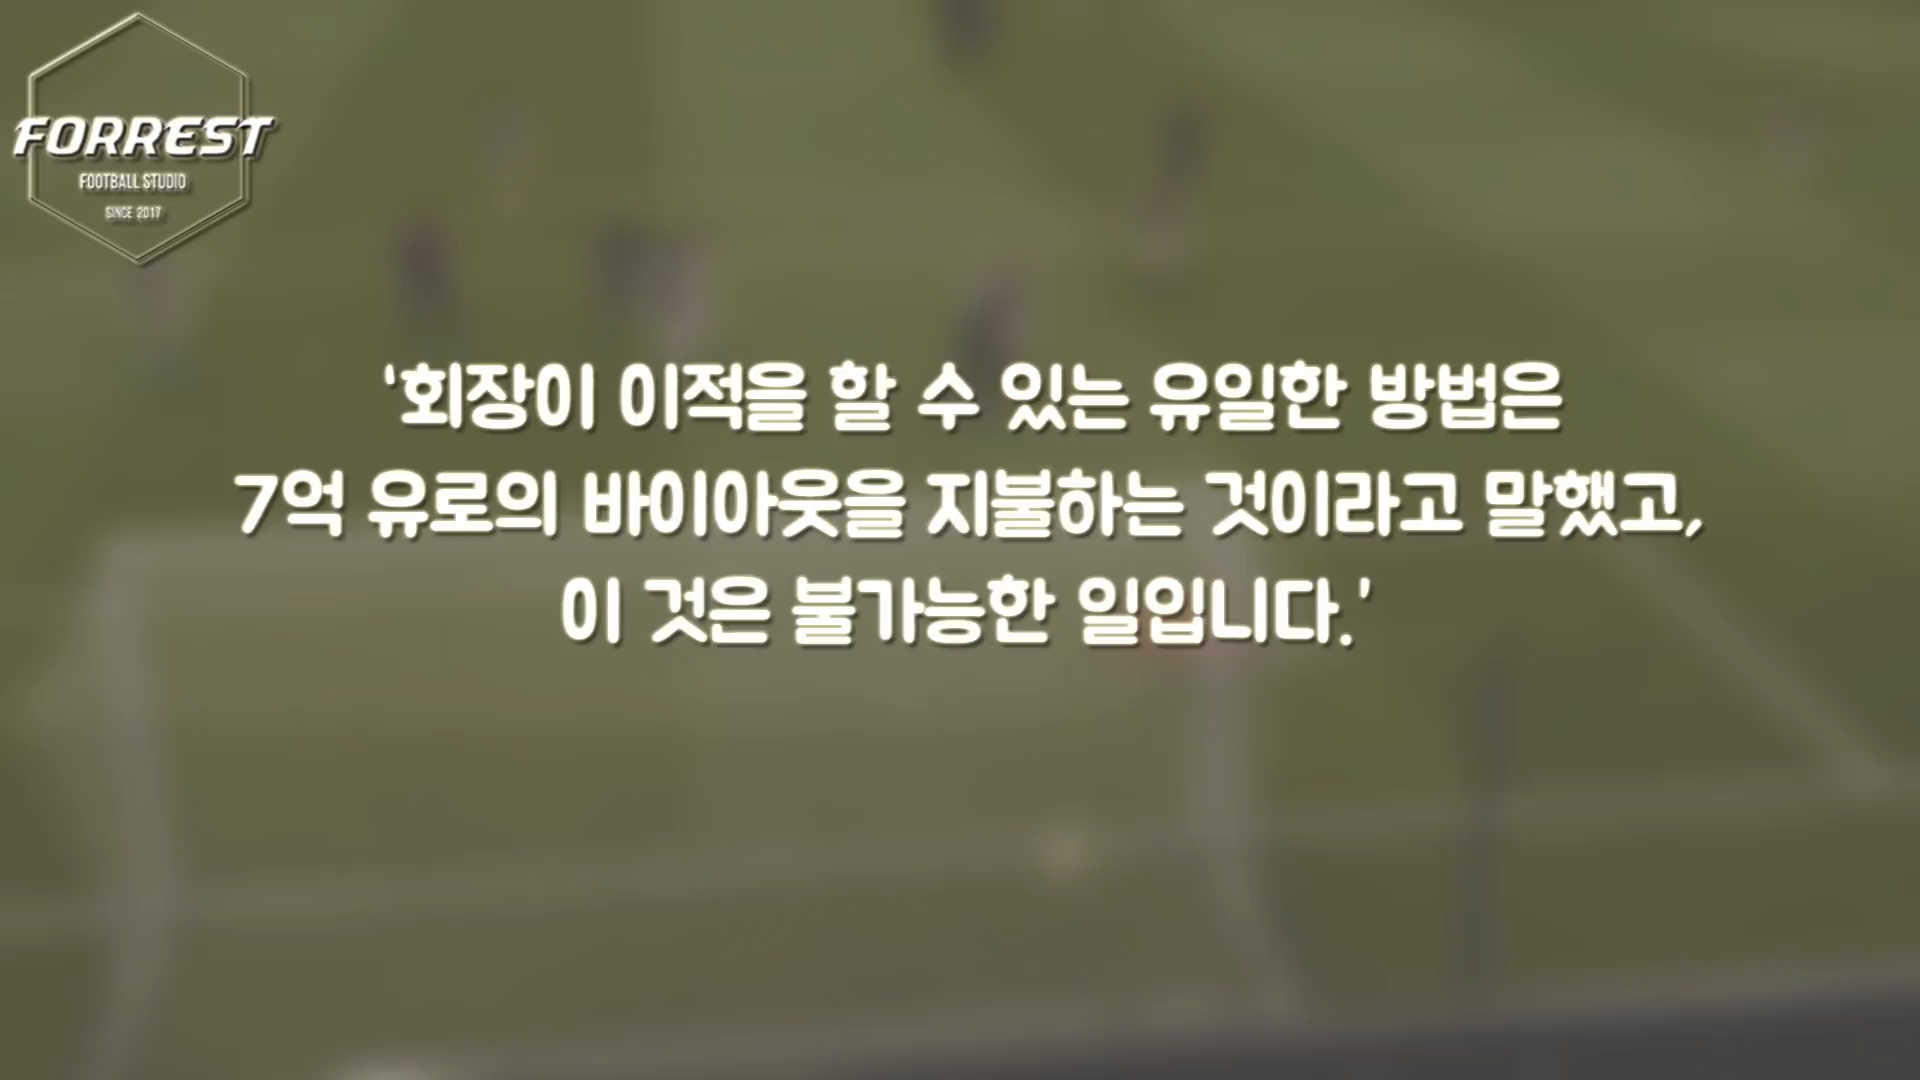 FORREST
FOOTBALL STUDIO
SINCE 2017
'회장이 이적을 할 수 있는 유일한 방법은
7억 유로의 바이아웃을 지불하는 것이라고 말했고,
이 것은 불가능한 일입니다.'